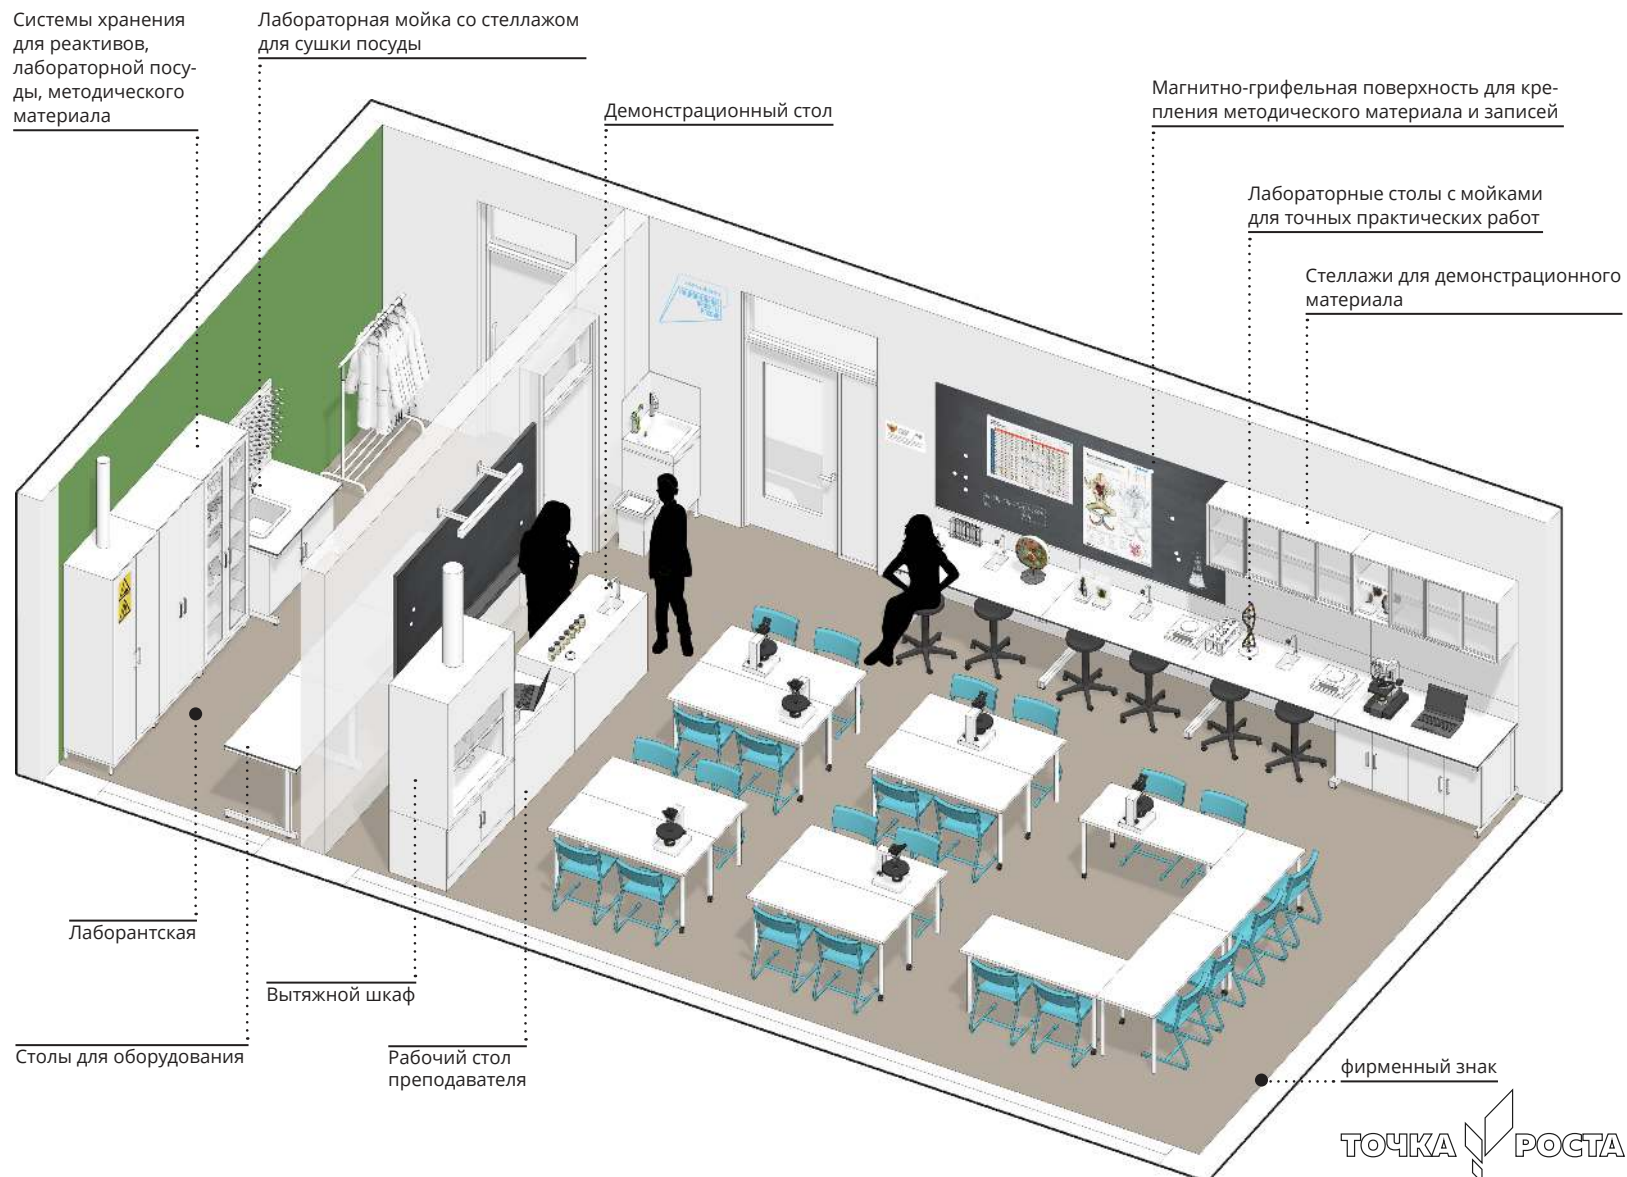 Системы хранения
для реактивов,
лабораторной посу-
ды, методического
материала
Лабораторная мойка со стеллажом
для сушки посуды
Демонстрационный стол
Магнитно-грифельная поверхность для кре-
пления методического материала и записей
Лабораторные столы с мойками
для точных практических работ
Стеллажи для демонстрационного
материала
Лаборантская
Вытяжной шкаф
Столы для оборудования
Рабочий стол
преподавателя
фирменный знак
ТОЧКА РОСТА